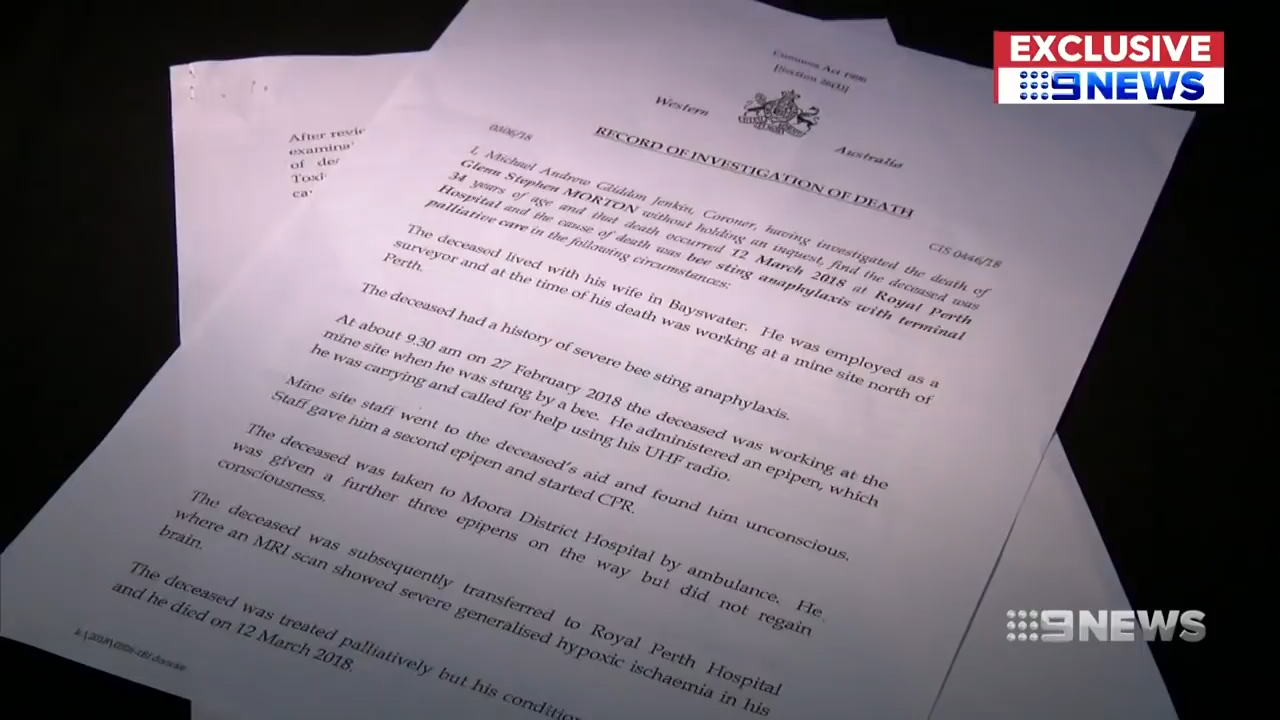 EXCLUSIVE
9NEWS
Coroners Act 1996
[Section 26(1)]
Western
Australia
RECORD OF INVESTIGATION OF DEATH
CIS 0446/18
I, Michael Andrew Gliddon Jenkin, Coroner, having investigated the death of
Glenn Stephen MORTON without holding an inquest, find the deceased was
34 years of age and that death occurred 12 March 2018 at Royal Perth
Hospital and the cause of death was bee sting anaphylaxis with terminal
palliative care in the following circumstances:
The deceased lived with his wife in Bayswater. He was employed as a
surveyor and at the time of his death was working at a mine site north of
Perth.
The deceased had a history of severe bee sting anaphylaxis.
At about 9.30 am on 27 February 2018 the deceased was working at the
mine site when he was stung by a bee. He administered an epipen, which
he was carrying and called for help using his UHF radio.
Mine site staff went to the deceased's aid and found him unconscious.
Staff gave him a second epipen and started CPR.
The deceased was taken to Moora District Hospital by ambulance. He
was given a further three epipens on the way but did not regain
consciousness.
The deceased was subsequently transferred to Royal Perth Hospital
where an MRI scan showed severe generalised hypoxic ischaemia in his
brain.
The deceased was treated palliatively but his condition
and he died on 12 March 2018.
After revie
examina
of de
Toxi
ca
9NEWS